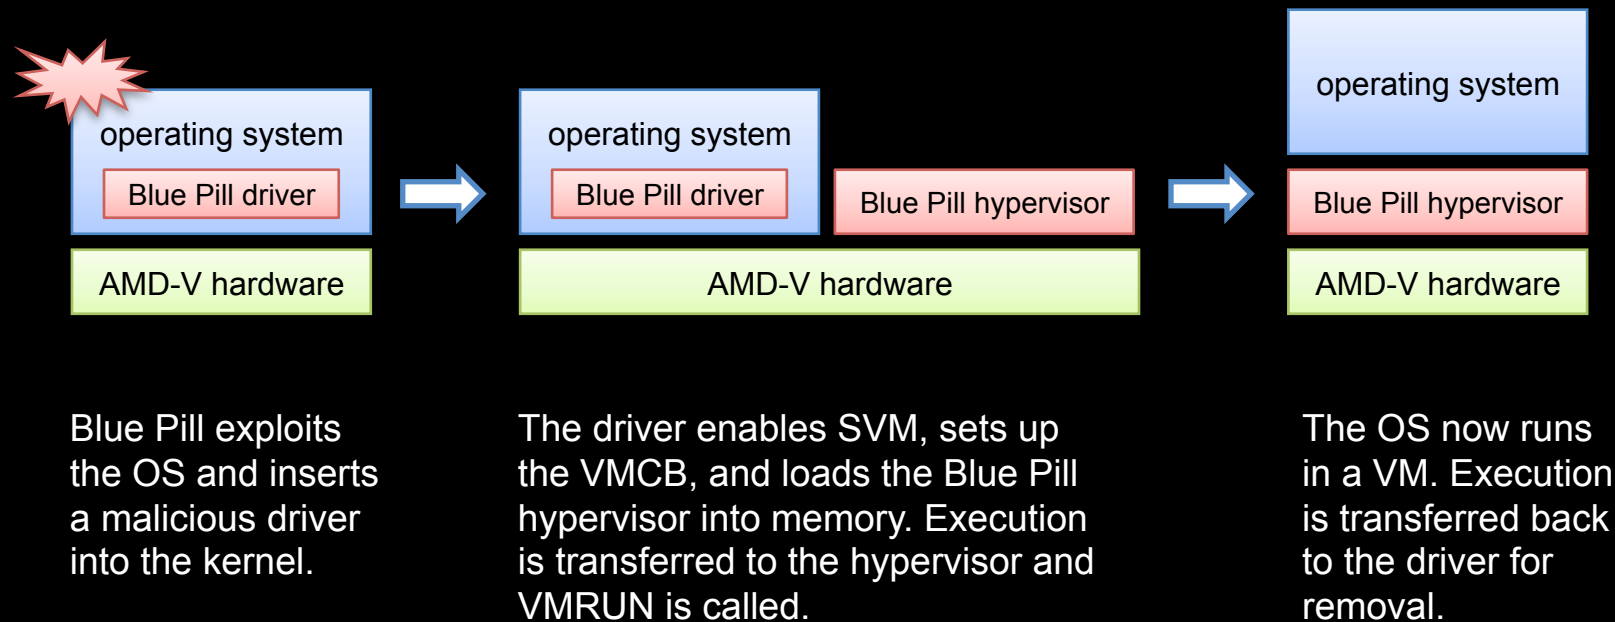 operating system
Blue Pill driver
AMD-V hardware
operating system
Blue Pill driver
Blue Pill hypervisor
AMD-V hardware
operating system
Blue Pill hypervisor
AMD-V hardware
Blue Pill exploits
the OS and inserts
a malicious driver
into the kernel.
The driver enables SVM, sets up
the VMCB, and loads the Blue Pill
hypervisor into memory. Execution
is transferred to the hypervisor and
VMRUN is called.
The OS now runs
in a VM. Execution
is transferred back
to the driver for
removal.